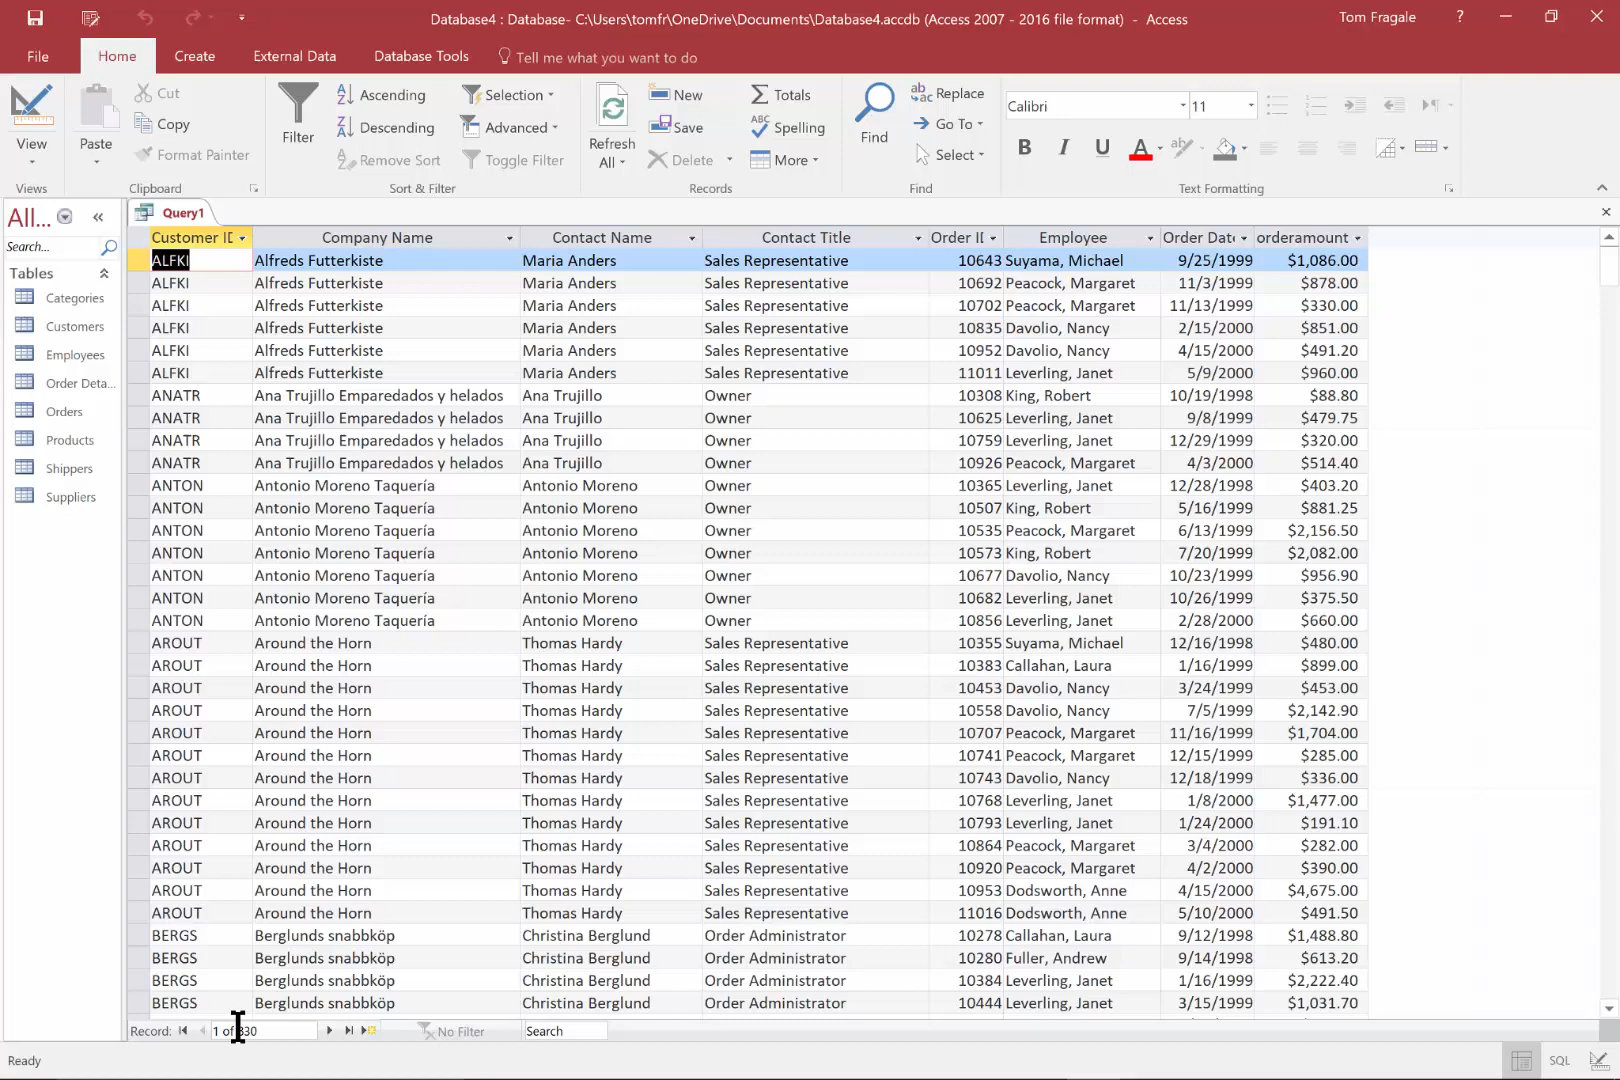 Database4 : Database- C:\Users\tomfr\OneDrive\Documents\Database4.accdb (Access 2007 - 2016 file format) - Access
Tom Fragale
?
File Home Create External Data Database Tools Tell me what you want to do
View
Views
Paste
Cut
Copy
Format Painter
Clipboard
Filter
Ascending
Descending
Remove Sort
Selection
Advanced
Toggle Filter
Sort & Filter
Refresh
All
New
Save
Delete
Totals
Spelling
More
Records
Find
Replace
Go To
Select
Find
Calibri 11
B I U A
Text Formatting
All...
Search...
Tables
Categories
Customers
Employees
Order Deta...
Orders
Products
Shippers
Suppliers
Query1
Customer ID Company Name Contact Name Contact Title Order ID Employee Order Date orderamount
ALFKI Alfreds Futterkiste Maria Anders Sales Representative 10643 Suyama, Michael 9/25/1999 $1,086.00
ALFKI Alfreds Futterkiste Maria Anders Sales Representative 10692 Peacock, Margaret 11/3/1999 $878.00
ALFKI Alfreds Futterkiste Maria Anders Sales Representative 10702 Peacock, Margaret 11/13/1999 $330.00
ALFKI Alfreds Futterkiste Maria Anders Sales Representative 10835 Davolio, Nancy 2/15/2000 $851.00
ALFKI Alfreds Futterkiste Maria Anders Sales Representative 10952 Davolio, Nancy 4/15/2000 $491.20
ALFKI Alfreds Futterkiste Maria Anders Sales Representative 11011 Leverling, Janet 5/9/2000 $960.00
ANATR Ana Trujillo Emparedados y helados Ana Trujillo Owner 10308 King, Robert 10/19/1998 $88.80
ANATR Ana Trujillo Emparedados y helados Ana Trujillo Owner 10625 Leverling, Janet 9/8/1999 $479.75
ANATR Ana Trujillo Emparedados y helados Ana Trujillo Owner 10759 Leverling, Janet 12/29/1999 $320.00
ANATR Ana Trujillo Emparedados y helados Ana Trujillo Owner 10926 Peacock, Margaret 4/3/2000 $514.40
ANTON Antonio Moreno Taquería Antonio Moreno Owner 10365 Leverling, Janet 12/28/1998 $403.20
ANTON Antonio Moreno Taquería Antonio Moreno Owner 10507 King, Robert 5/16/1999 $881.25
ANTON Antonio Moreno Taquería Antonio Moreno Owner 10535 Peacock, Margaret 6/13/1999 $2,156.50
ANTON Antonio Moreno Taquería Antonio Moreno Owner 10573 King, Robert 7/20/1999 $2,082.00
ANTON Antonio Moreno Taquería Antonio Moreno Owner 10677 Davolio, Nancy 10/23/1999 $956.90
ANTON Antonio Moreno Taquería Antonio Moreno Owner 10682 Leverling, Janet 10/26/1999 $375.50
ANTON Antonio Moreno Taquería Antonio Moreno Owner 10856 Leverling, Janet 2/28/2000 $660.00
AROUT Around the Horn Thomas Hardy Sales Representative 10355 Suyama, Michael 12/16/1998 $480.00
AROUT Around the Horn Thomas Hardy Sales Representative 10383 Callahan, Laura 1/16/1999 $899.00
AROUT Around the Horn Thomas Hardy Sales Representative 10453 Davolio, Nancy 3/24/1999 $453.00
AROUT Around the Horn Thomas Hardy Sales Representative 10558 Davolio, Nancy 7/5/1999 $2,142.90
AROUT Around the Horn Thomas Hardy Sales Representative 10707 Peacock, Margaret 11/16/1999 $1,704.00
AROUT Around the Horn Thomas Hardy Sales Representative 10741 Peacock, Margaret 12/15/1999 $285.00
AROUT Around the Horn Thomas Hardy Sales Representative 10743 Davolio, Nancy 12/18/1999 $336.00
AROUT Around the Horn Thomas Hardy Sales Representative 10768 Leverling, Janet 1/8/2000 $1,477.00
AROUT Around the Horn Thomas Hardy Sales Representative 10793 Leverling, Janet 1/24/2000 $191.10
AROUT Around the Horn Thomas Hardy Sales Representative 10864 Peacock, Margaret 3/4/2000 $282.00
AROUT Around the Horn Thomas Hardy Sales Representative 10920 Peacock, Margaret 4/2/2000 $390.00
AROUT Around the Horn Thomas Hardy Sales Representative 10953 Dodsworth, Anne 4/15/2000 $4,675.00
AROUT Around the Horn Thomas Hardy Sales Representative 11016 Dodsworth, Anne 5/10/2000 $491.50
BERGS Berglunds snabbköp Christina Berglund Order Administrator 10278 Callahan, Laura 9/12/1998 $1,488.80
BERGS Berglunds snabbköp Christina Berglund Order Administrator 10280 Fuller, Andrew 9/14/1998 $613.20
BERGS Berglunds snabbköp Christina Berglund Order Administrator 10384 Leverling, Janet 1/16/1999 $2,222.40
BERGS Berglunds snabbköp Christina Berglund Order Administrator 10444 Leverling, Janet 3/15/1999 $1,031.70
Record: 1 of 830 No Filter Search
Ready
SQL